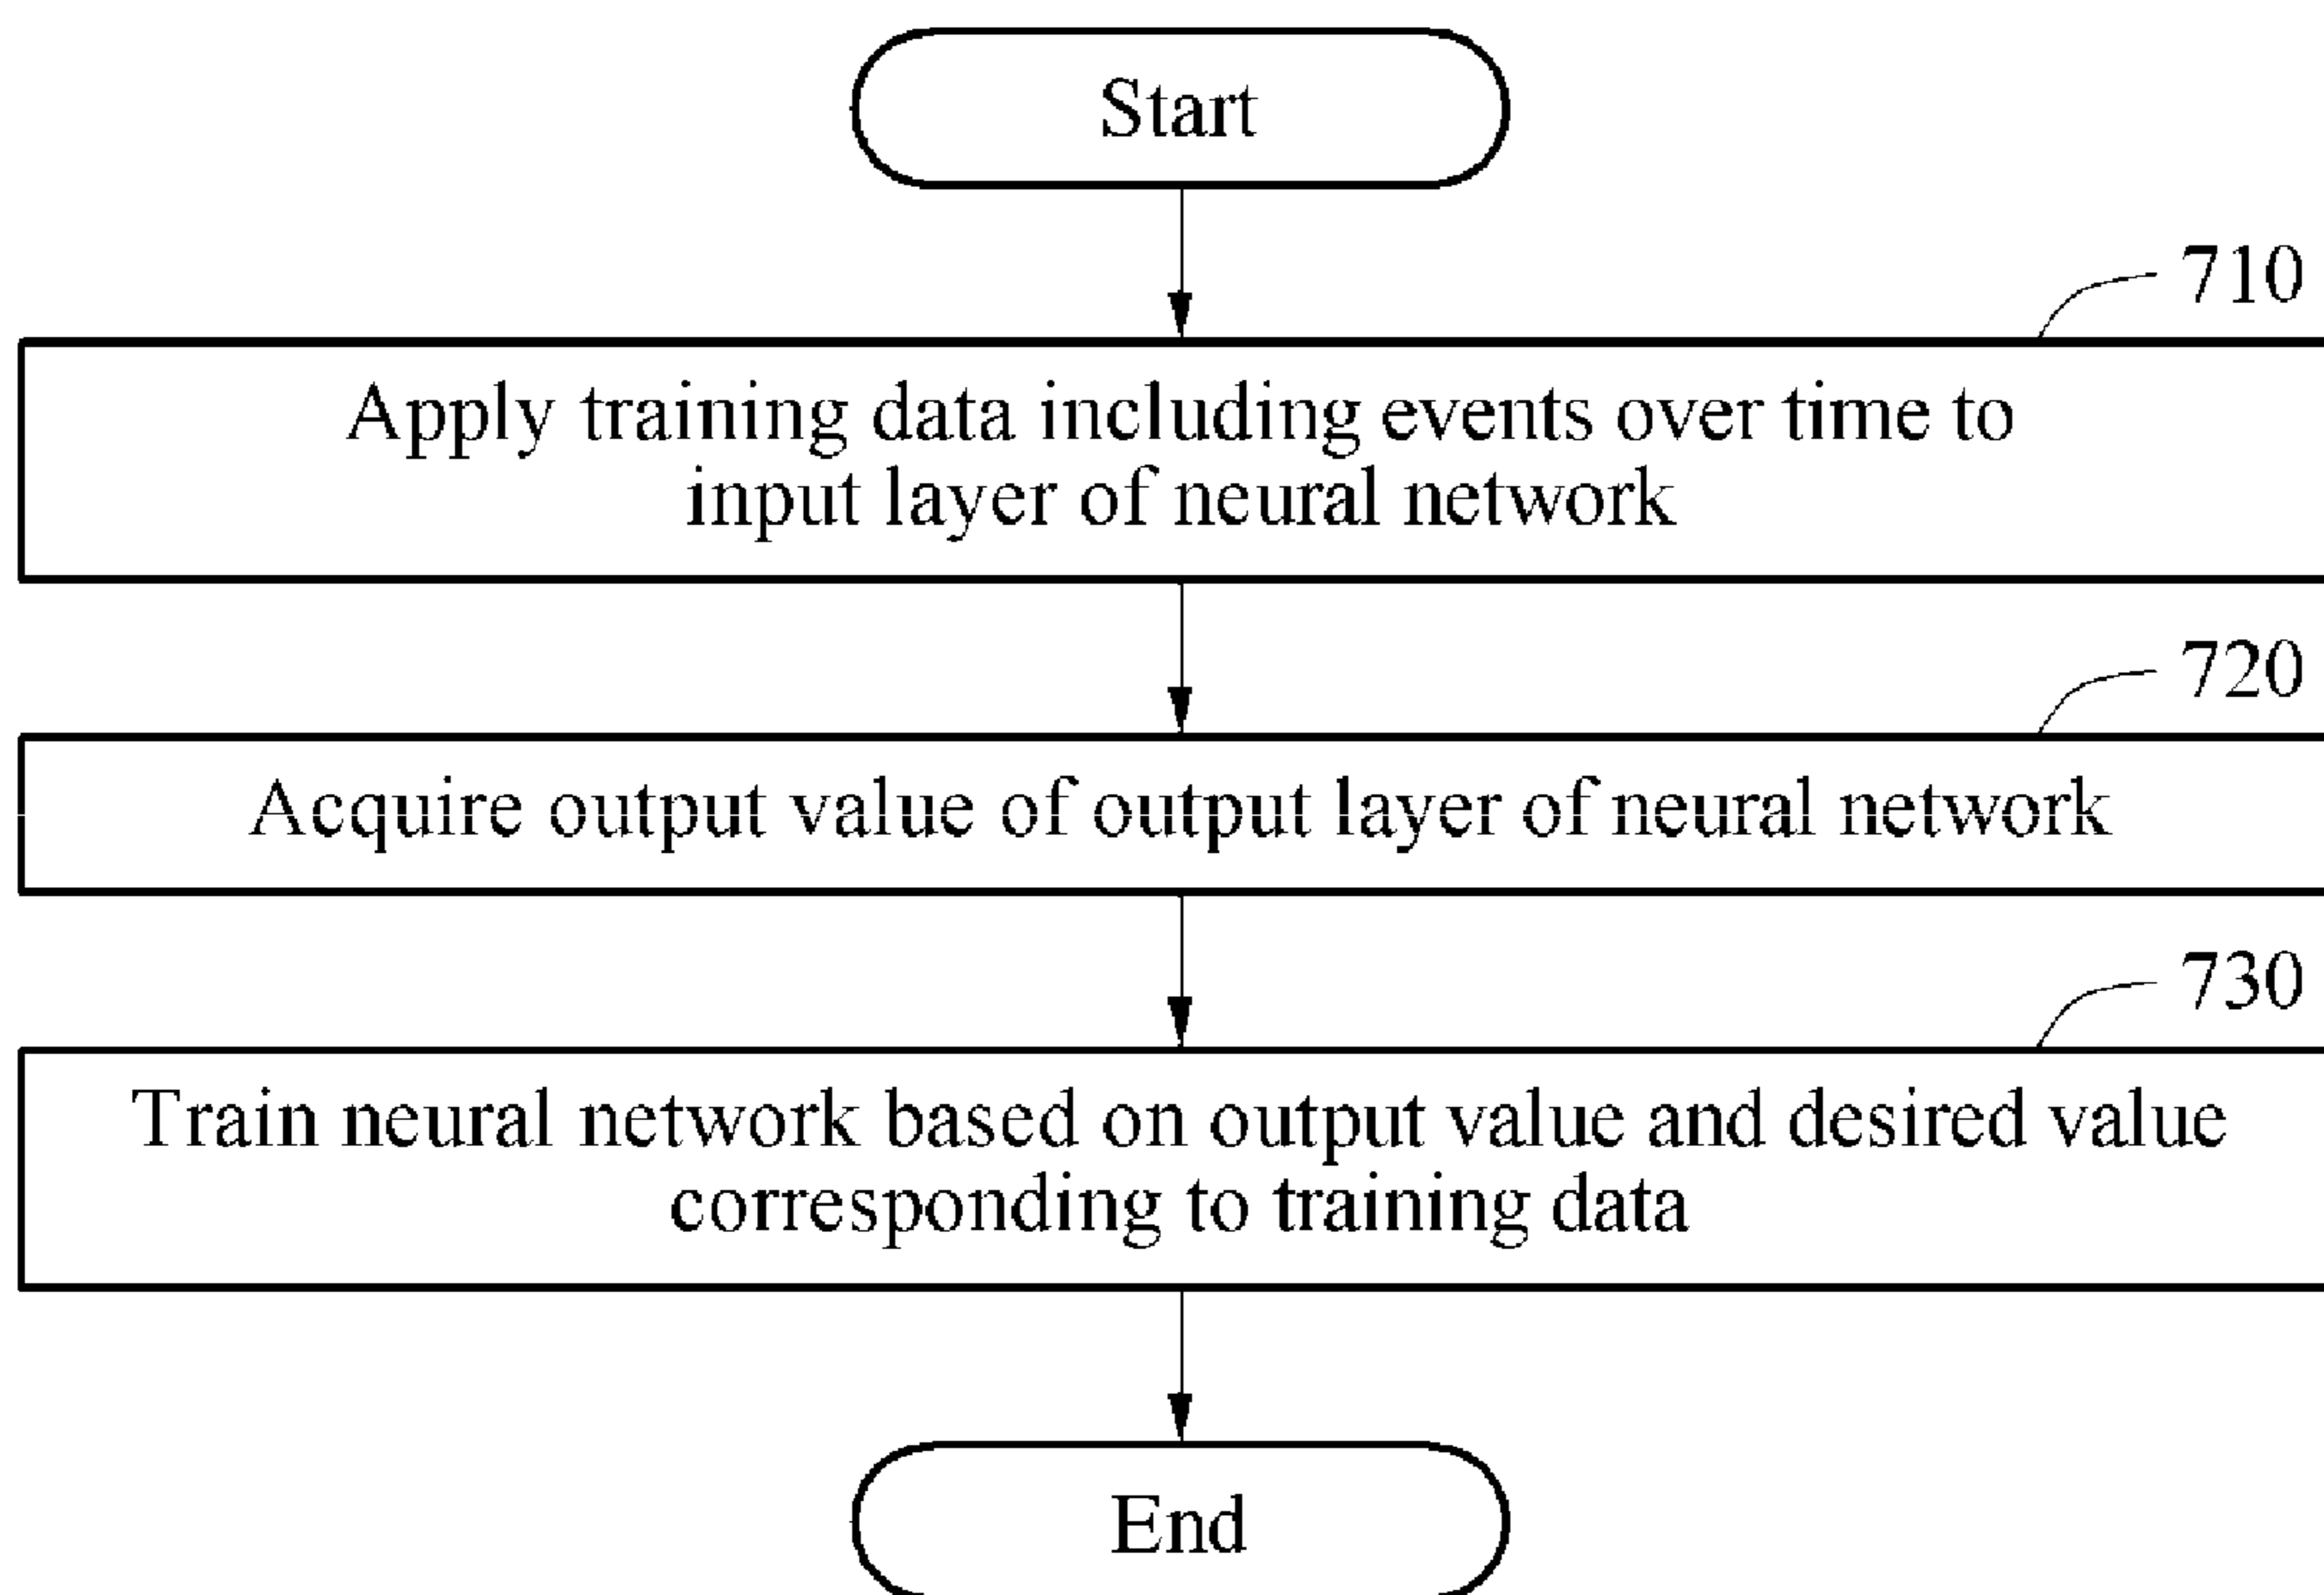 Start
710
Apply training data including events over time to
input layer of neural network
720
Acquire output value of output layer of neural network
730
Train neural network based on output value and desired value
corresponding to training data
End